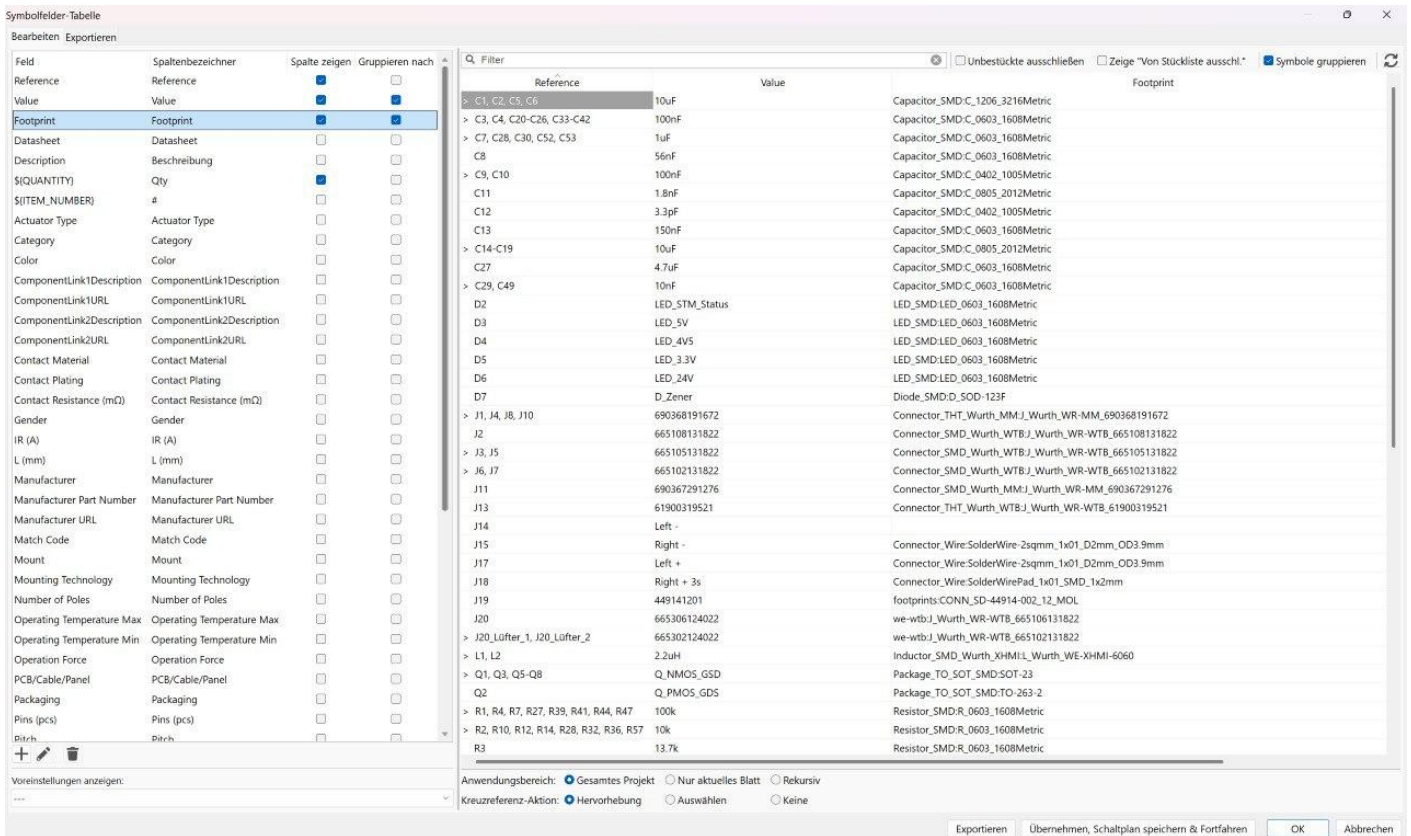 Symbolfelder-Tabelle
Bearbeiten Exportieren
Feld Spaltenbezeichner Spalte zeigen Gruppieren nach
Reference Reference
Value Value
Footprint Footprint
Datasheet Datasheet
Description Beschreibung
${QUANTITY} Qty
${ITEM_NUMBER} #
Actuator Type Actuator Type
Category Category
Color Color
ComponentLink1Description ComponentLink1Description
ComponentLink1URL ComponentLink1URL
ComponentLink2Description ComponentLink2Description
ComponentLink2URL ComponentLink2URL
Contact Material Contact Material
Contact Plating Contact Plating
Contact Resistance (mΩ) Contact Resistance (mΩ)
Gender Gender
IR (A) IR (A)
L (mm) L (mm)
Manufacturer Manufacturer
Manufacturer Part Number Manufacturer Part Number
Manufacturer URL Manufacturer URL
Match Code Match Code
Mount Mount
Mounting Technology Mounting Technology
Number of Poles Number of Poles
Operating Temperature Max Operating Temperature Max
Operating Temperature Min Operating Temperature Min
Operation Force Operation Force
PCB/Cable/Panel PCB/Cable/Panel
Packaging Packaging
Pins (pcs) Pins (pcs)
Pitch Pitch
Voreinstellungen anzeigen:
---
Filter Unbestückte ausschließen Zeige "Von Stückliste ausschl." Symbole gruppieren
Reference Value Footprint
> C1, C2, C5, C6 10uF Capacitor_SMD:C_1206_3216Metric
> C3, C4, C20-C26, C33-C42 100nF Capacitor_SMD:C_0603_1608Metric
> C7, C28, C30, C52, C53 1uF Capacitor_SMD:C_0603_1608Metric
C8 56nF Capacitor_SMD:C_0603_1608Metric
> C9, C10 100nF Capacitor_SMD:C_0402_1005Metric
C11 1.8nF Capacitor_SMD:C_0805_2012Metric
C12 3.3pF Capacitor_SMD:C_0402_1005Metric
C13 150nF Capacitor_SMD:C_0603_1608Metric
> C14-C19 10uF Capacitor_SMD:C_0805_2012Metric
C27 4.7uF Capacitor_SMD:C_0603_1608Metric
> C29, C49 10nF Capacitor_SMD:C_0603_1608Metric
D2 LED_STM_Status LED_SMD:LED_0603_1608Metric
D3 LED_5V LED_SMD:LED_0603_1608Metric
D4 LED_4V5 LED_SMD:LED_0603_1608Metric
D5 LED_3.3V LED_SMD:LED_0603_1608Metric
D6 LED_24V LED_SMD:LED_0603_1608Metric
D7 D_Zener Diode_SMD:D_SOD-123F
> J1, J4, J8, J10 690368191672 Connector_THT_Wurth_MM:J_Wurth_WR-MM_690368191672
J2 665108131822 Connector_SMD_Wurth_WTB:J_Wurth_WR-WTB_665108131822
> J3, J5 665105131822 Connector_SMD_Wurth_WTB:J_Wurth_WR-WTB_665105131822
> J6, J7 665102131822 Connector_SMD_Wurth_WTB:J_Wurth_WR-WTB_665102131822
J11 690367291276 Connector_SMD_Wurth_MM:J_Wurth_WR-MM_690367291276
J13 61900319521 Connector_THT_Wurth_WTB:J_Wurth_WR-WTB_61900319521
J14 Left -
J15 Right - Connector_Wire:SolderWire-2sqmm_1x01_D2mm_OD3.9mm
J17 Left + Connector_Wire:SolderWire-2sqmm_1x01_D2mm_OD3.9mm
J18 Right + 3s Connector_Wire:SolderWirePad_1x01_SMD_1x2mm
J19 449141201 footprints:CONN_SD-44914-002_12_MOL
J20 665306124022 we-wtb:J_Wurth_WR-WTB_665106131822
> J20_Lüfter_1, J20_Lüfter_2 665302124022 we-wtb:J_Wurth_WR-WTB_665102131822
> L1, L2 2.2uH Inductor_SMD_Wurth_XHMI:L_Wurth_WE-XHMI-6060
> Q1, Q3, Q5-Q8 Q_NMOS_GSD Package_TO_SOT_SMD:SOT-23
Q2 Q_PMOS_GDS Package_TO_SOT_SMD:TO-263-2
> R1, R4, R7, R27, R39, R41, R44, R47 100k Resistor_SMD:R_0603_1608Metric
> R2, R10, R12, R14, R28, R32, R36, R57 10k Resistor_SMD:R_0603_1608Metric
R3 13.7k Resistor_SMD:R_0603_1608Metric
Anwendungsbereich: Gesamtes Projekt Nur aktuelles Blatt Rekursiv
Kreuzreferenz-Aktion: Hervorhebung Auswählen Keine
Exportieren Übernehmen, Schaltplan speichern & Fortfahren OK Abbrechen